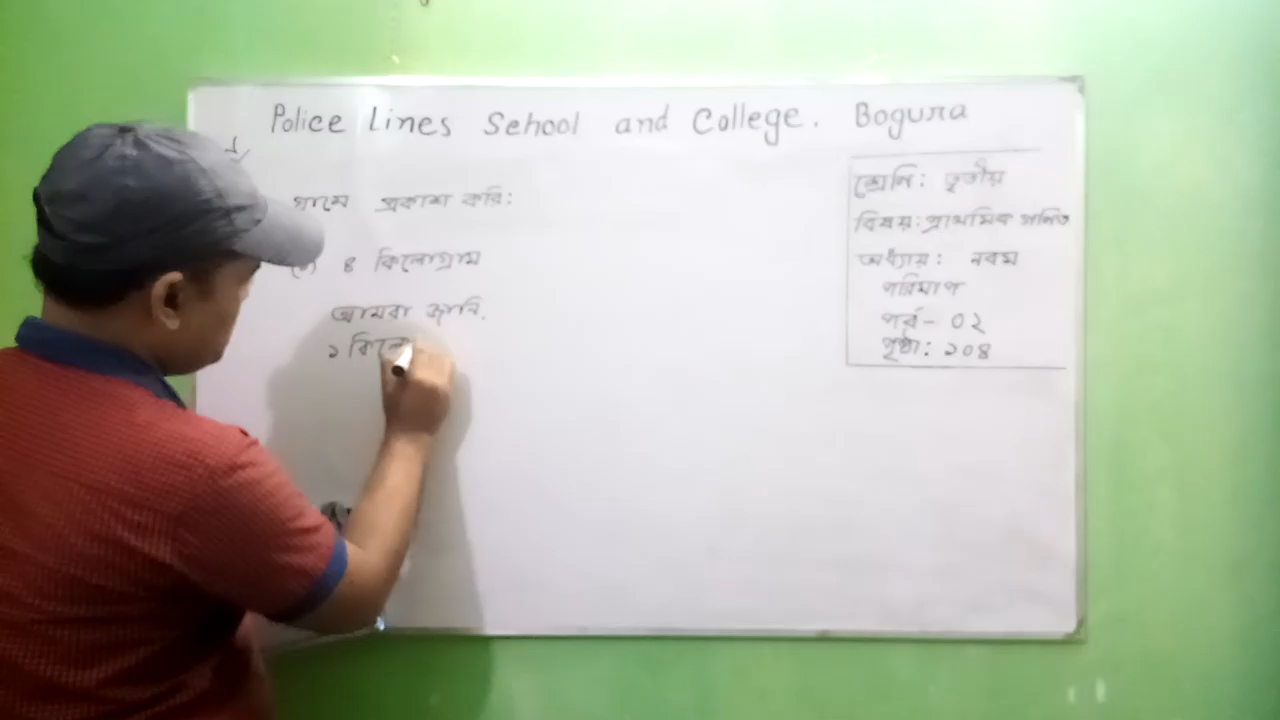 Police Lines School and College. Bogura
গ্রামে প্রকাশ করি:
৪ কিলোগ্রাম
আমরা জানি,
১ কিলো
শ্রেণি: তৃতীয়
বিষয়: প্রাথমিক গণিত
অধ্যায়: নবম
পরিমাপ
পর্ব- ০২
পৃষ্ঠা: ১০৪